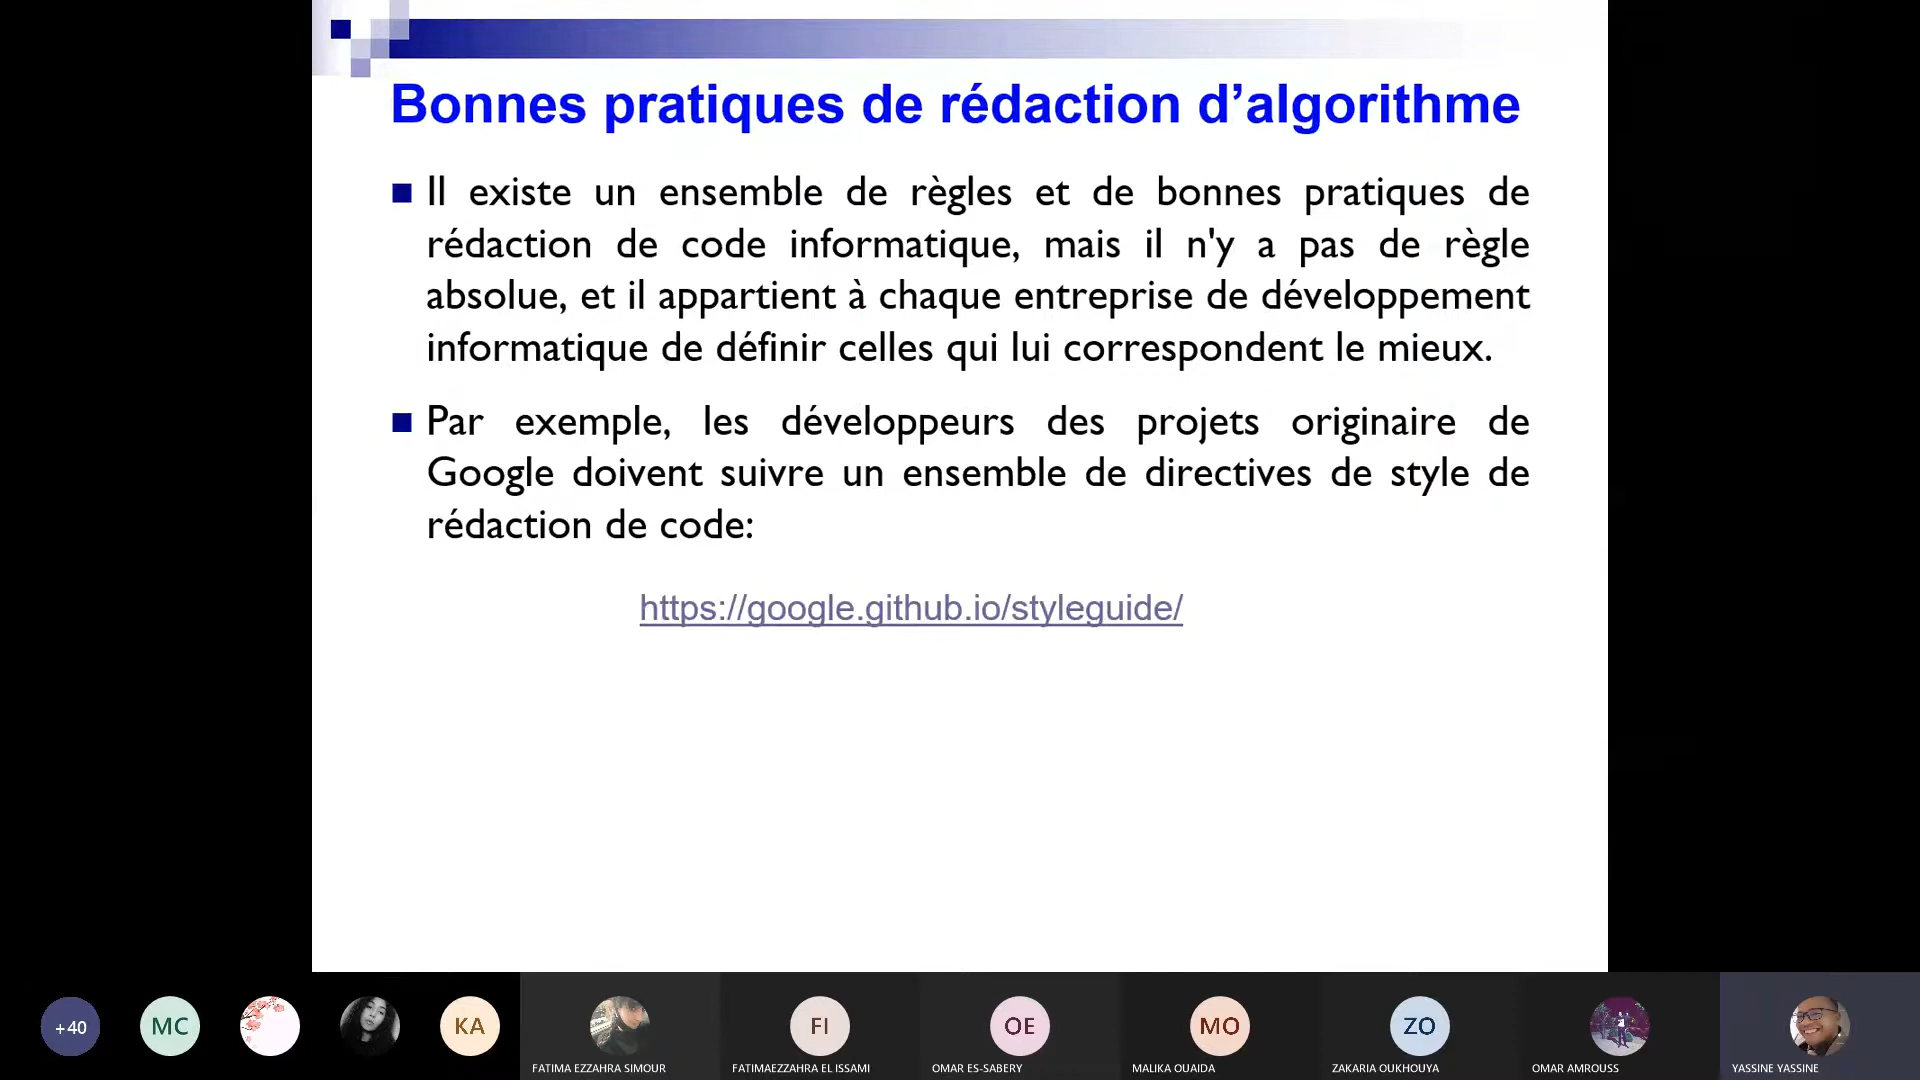 Bonnes pratiques de rédaction d’algorithme
Il existe un ensemble de règles et de bonnes pratiques de
rédaction de code informatique, mais il n'y a pas de règle
absolue, et il appartient à chaque entreprise de développement
informatique de définir celles qui lui correspondent le mieux.
Par exemple, les développeurs des projets originaire de
Google doivent suivre un ensemble de directives de style de
rédaction de code:
https://google.github.io/styleguide/
+40
MC
KA
FI
OE
MO
ZO
FATIMA EZZAHRA SIMOUR
FATIMAEZZAHRA EL ISSAMI
OMAR ES-SABERY
MALIKA OUAIDA
ZAKARIA OUKHOUYA
OMAR AMROUSS
YASSINE YASSINE